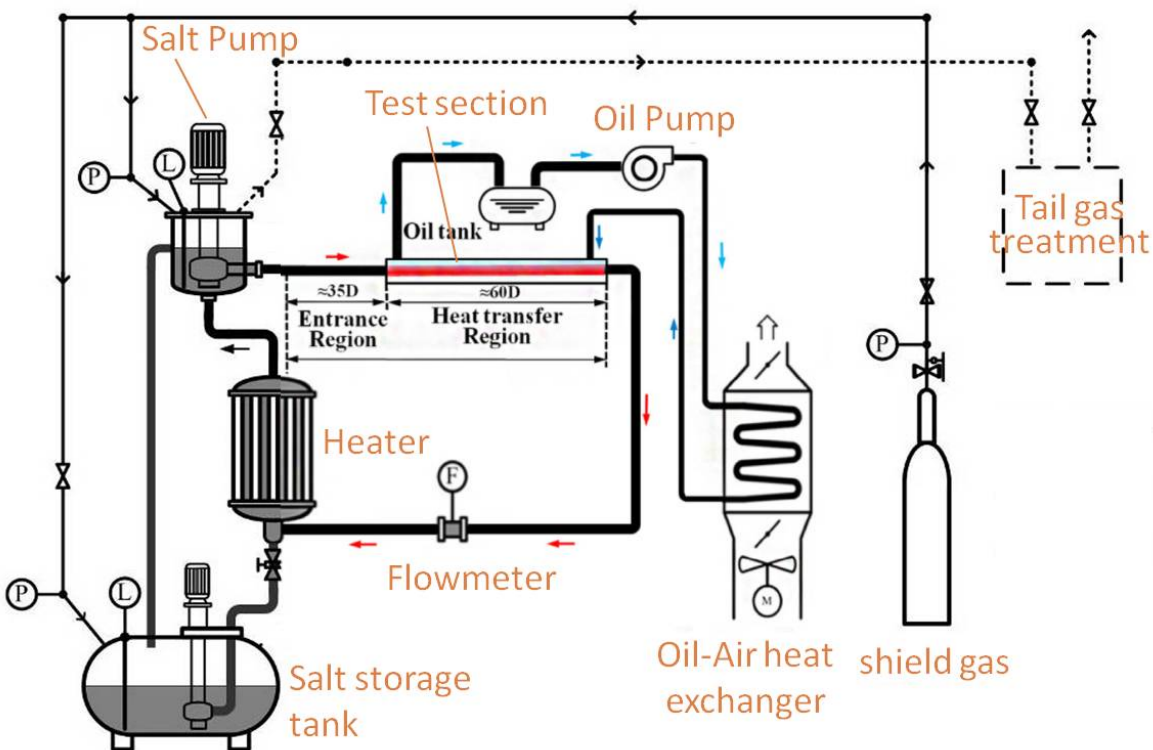 Salt Pump
Test section
Oil Pump
P
L
Oil tank
Tail gas
treatment
≈35D
≈60D
Entrance
Region
Heat transfer
Region
P
Heater
F
Flowmeter
P
L
M
Salt storage
tank
Oil-Air heat
exchanger
shield gas